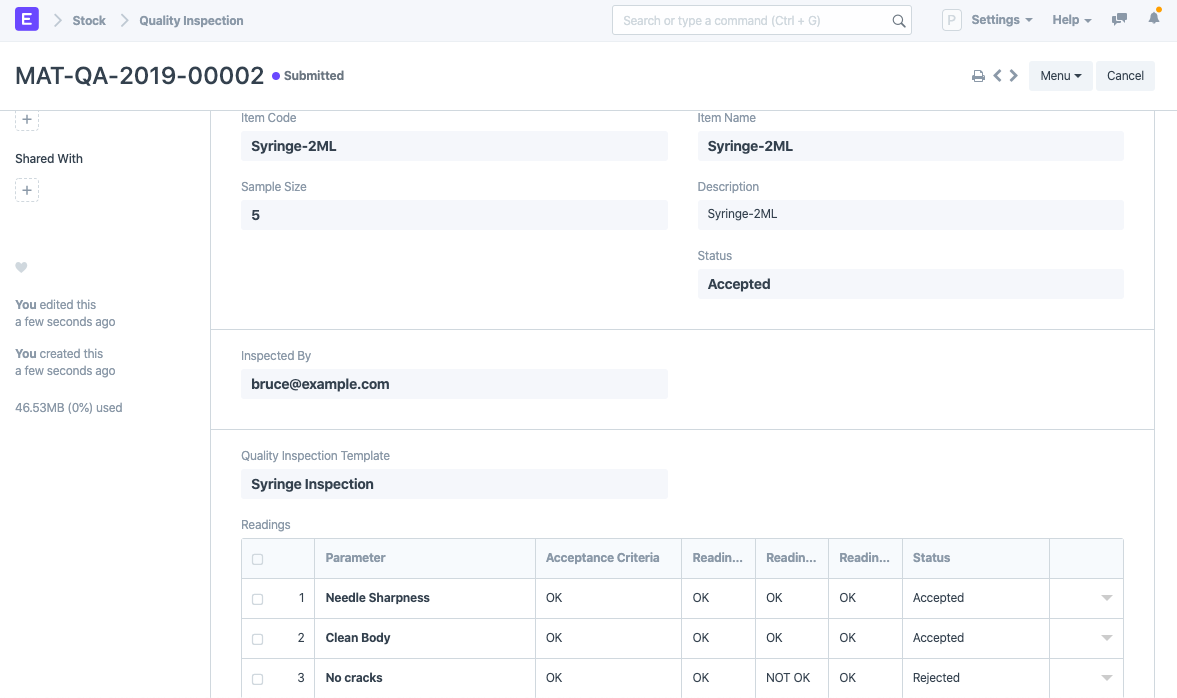 E Stock Quality Inspection Search or type a command (Ctrl + G) P Settings Help
MAT-QA-2019-00002 Submitted Menu Cancel
Item Code Item Name
Shared With
Syringe-2ML Syringe-2ML
Sample Size Description
5 Syringe-2ML
Status
Accepted
You edited this
a few seconds ago
You created this
a few seconds ago
46.53MB (0%) used
Inspected By
bruce@example.com
Quality Inspection Template
Syringe Inspection
Readings
Parameter Acceptance Criteria Readin... Readin... Readin... Status
1 Needle Sharpness OK OK OK OK Accepted
2 Clean Body OK OK OK OK Accepted
3 No cracks OK OK NOT OK OK Rejected